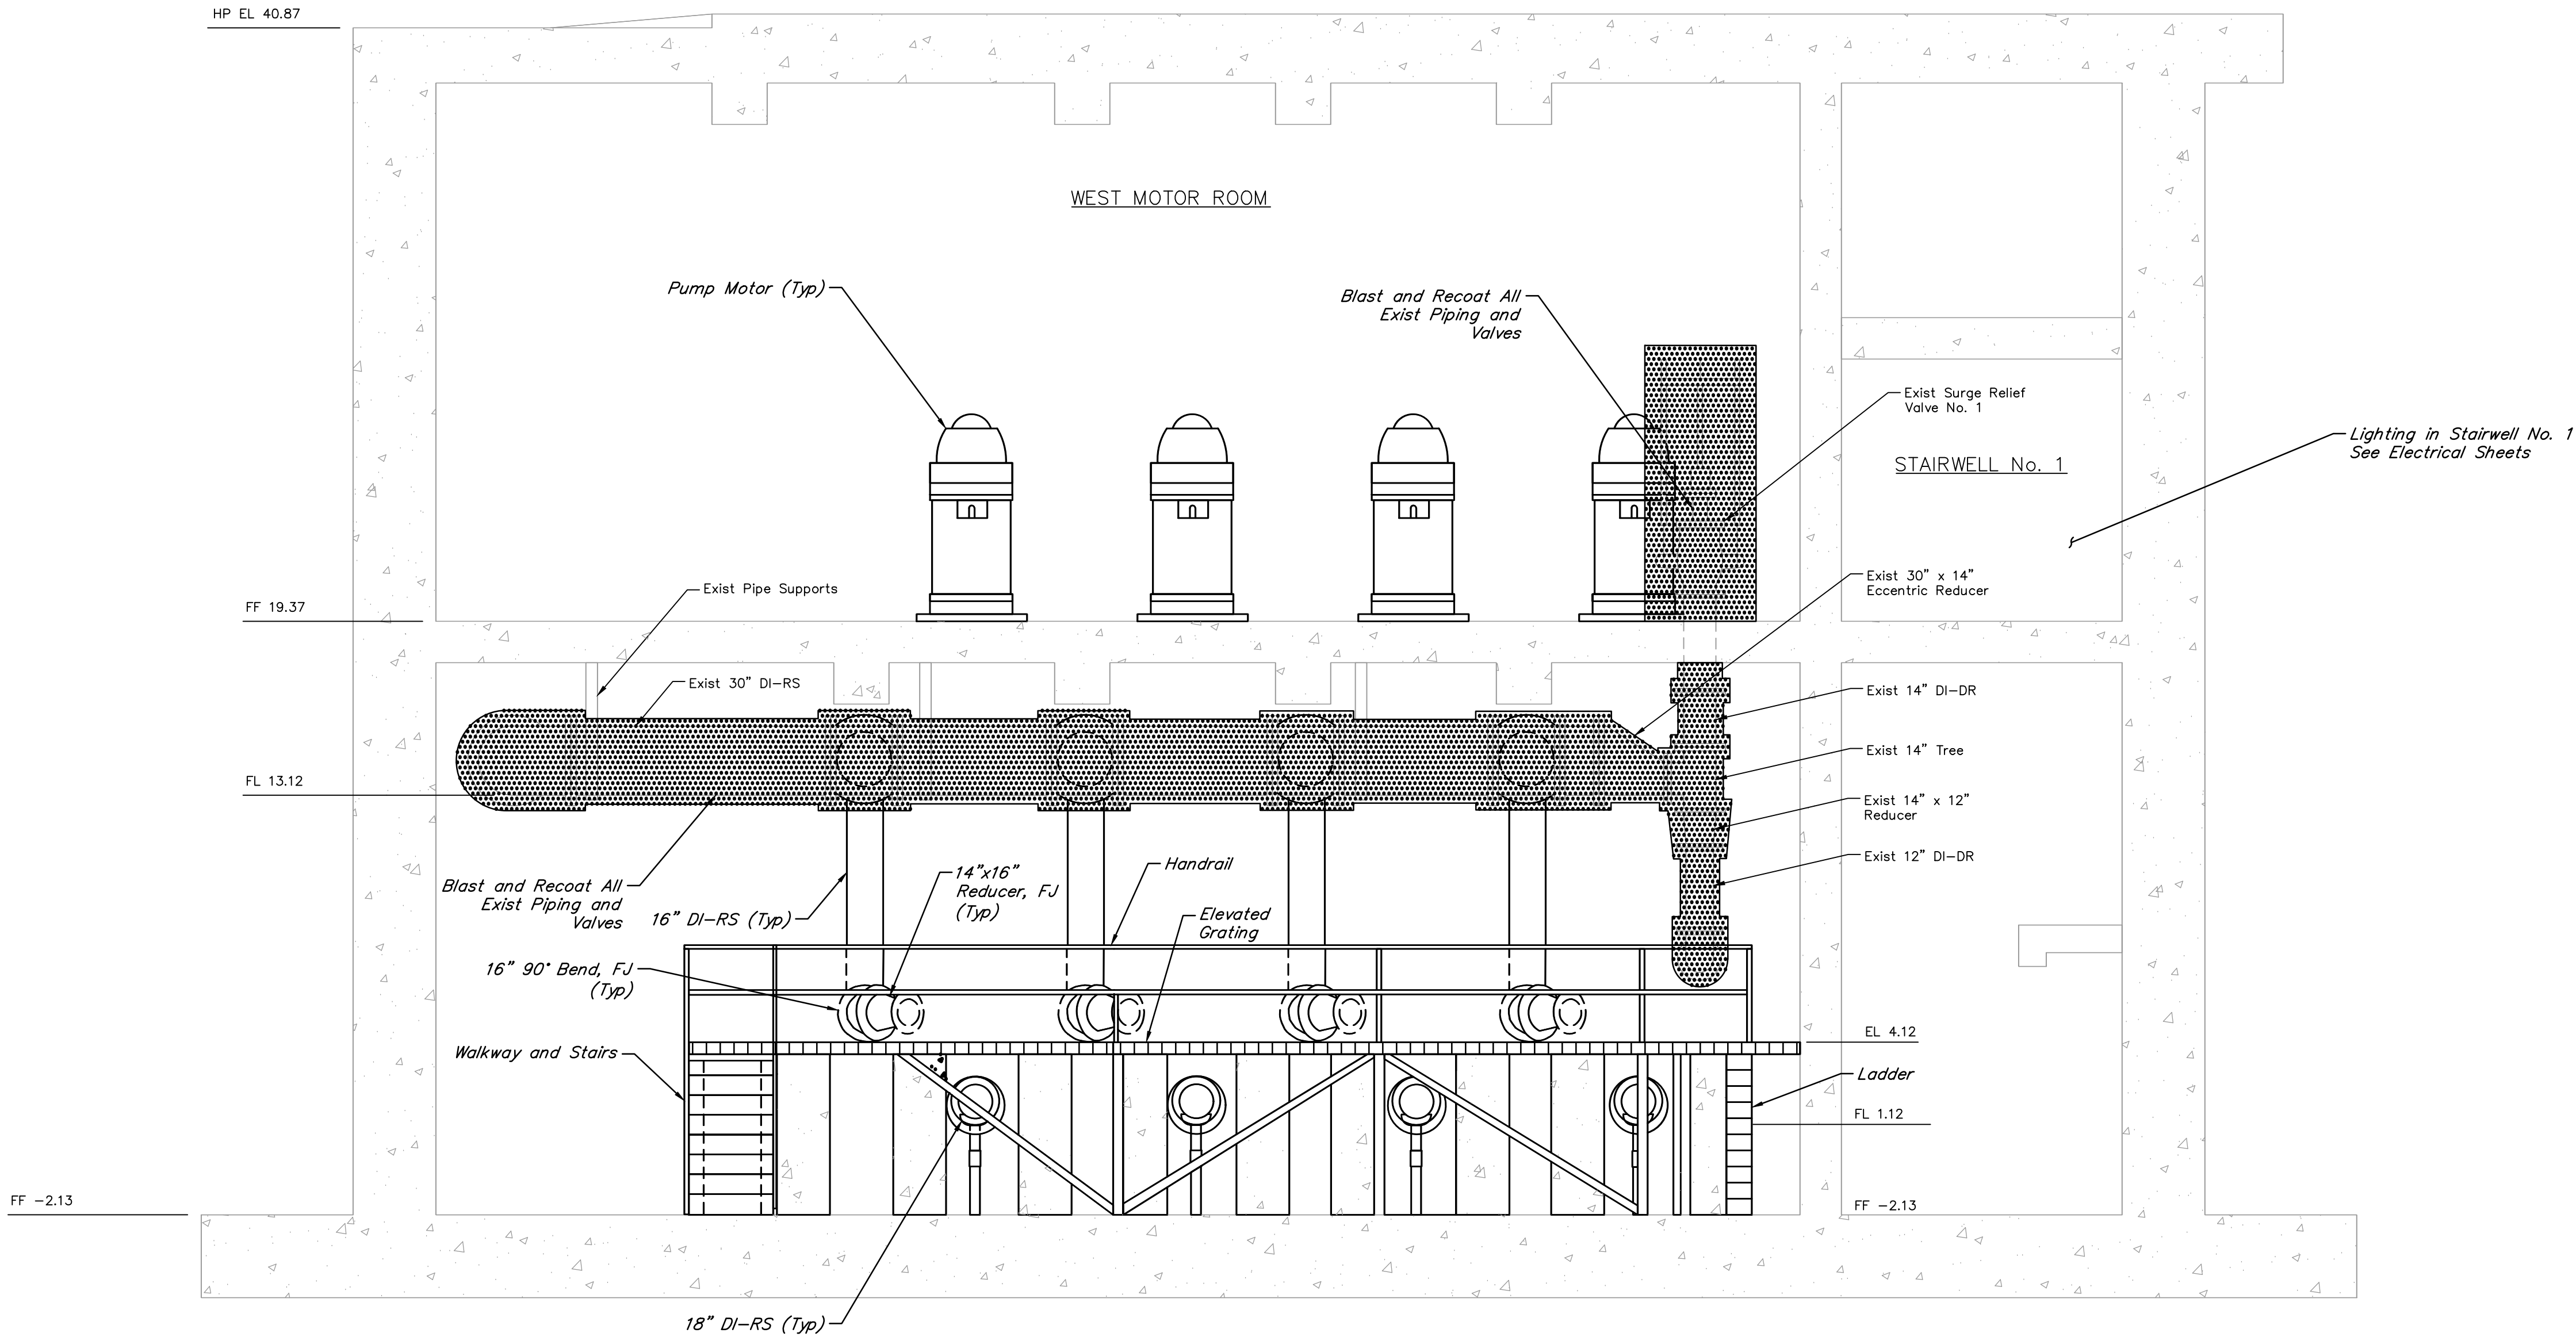 HP EL 40.87
WEST MOTOR ROOM
Pump Motor (Typ)
Blast and Recoat All
Exist Piping and
Valves
Exist Surge Relief
Valve No. 1
Lighting in Stairwell No. 1
See Electrical Sheets
STAIRWELL No. 1
Exist Pipe Supports
Exist 30" x 14"
Eccentric Reducer
FF 19.37
Exist 30" DI-RS
Exist 14" DI-DR
Exist 14" Tree
FL 13.12
Exist 14" x 12"
Reducer
Exist 12" DI-DR
Blast and Recoat All
Exist Piping and
Valves
16" DI-RS (Typ)
14"x16"
Reducer, FJ
(Typ)
Handrail
Elevated
Grating
16" 90° Bend, FJ
(Typ)
EL 4.12
Walkway and Stairs
Ladder
FL 1.12
FF -2.13
FF -2.13
18" DI-RS (Typ)